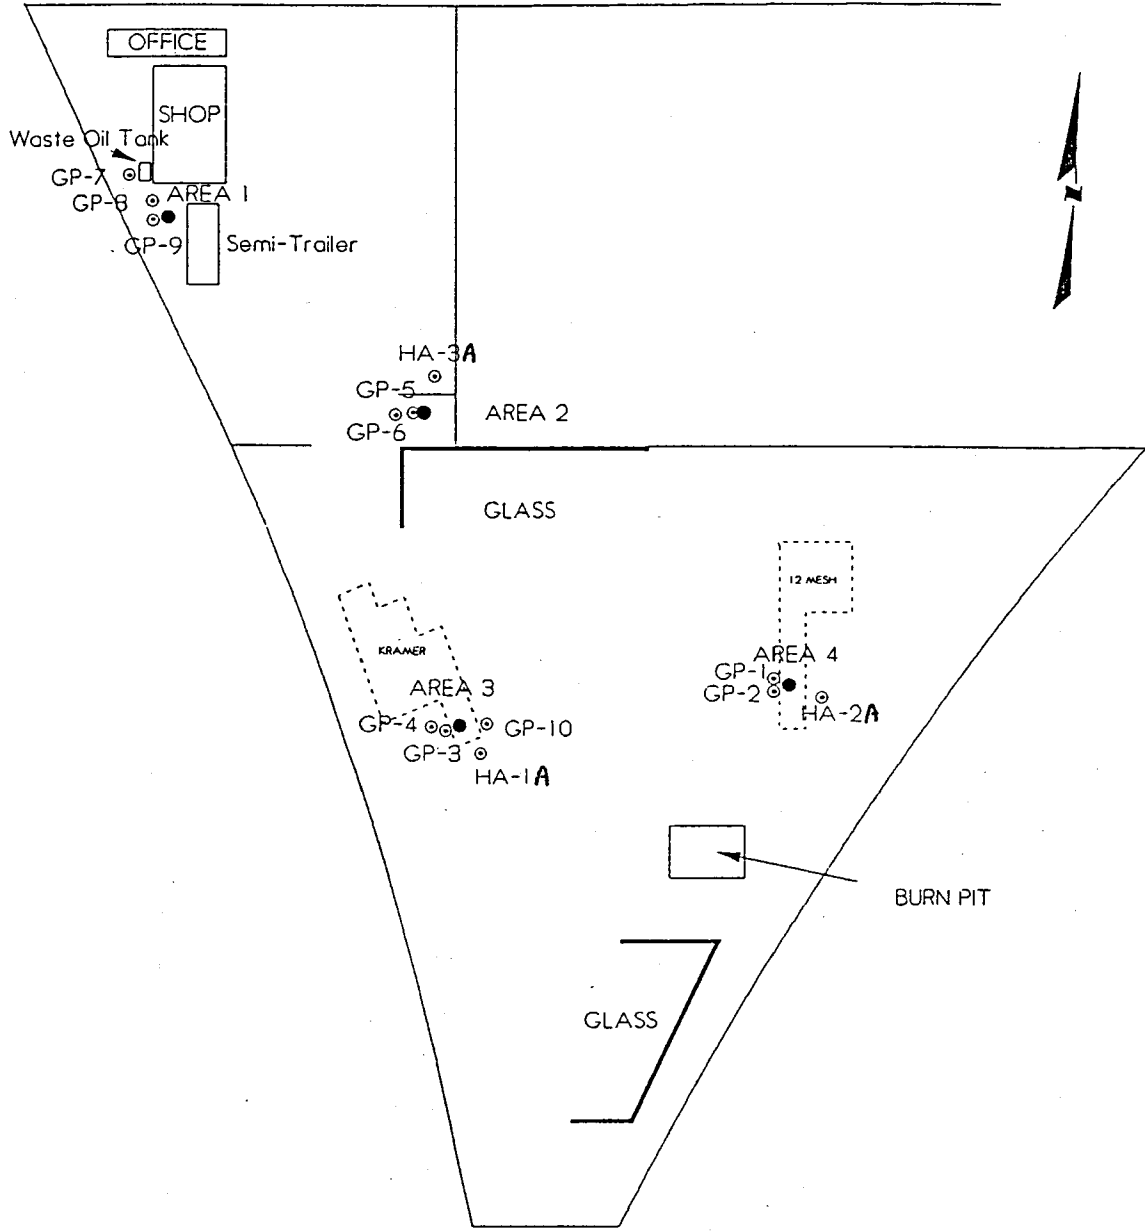 OFFICE
SHOP
Waste Oil Tank
GP-7
GP-8
AREA 1
GP-9
Semi-Trailer
N
HA-3A
GP-5
AREA 2
GP-6
GLASS
12 MESH
KRAMER
AREA 4
GP-1
AREA 3
GP-2
HA-2A
GP-4
GP-10
GP-3
HA-1A
BURN PIT
GLASS